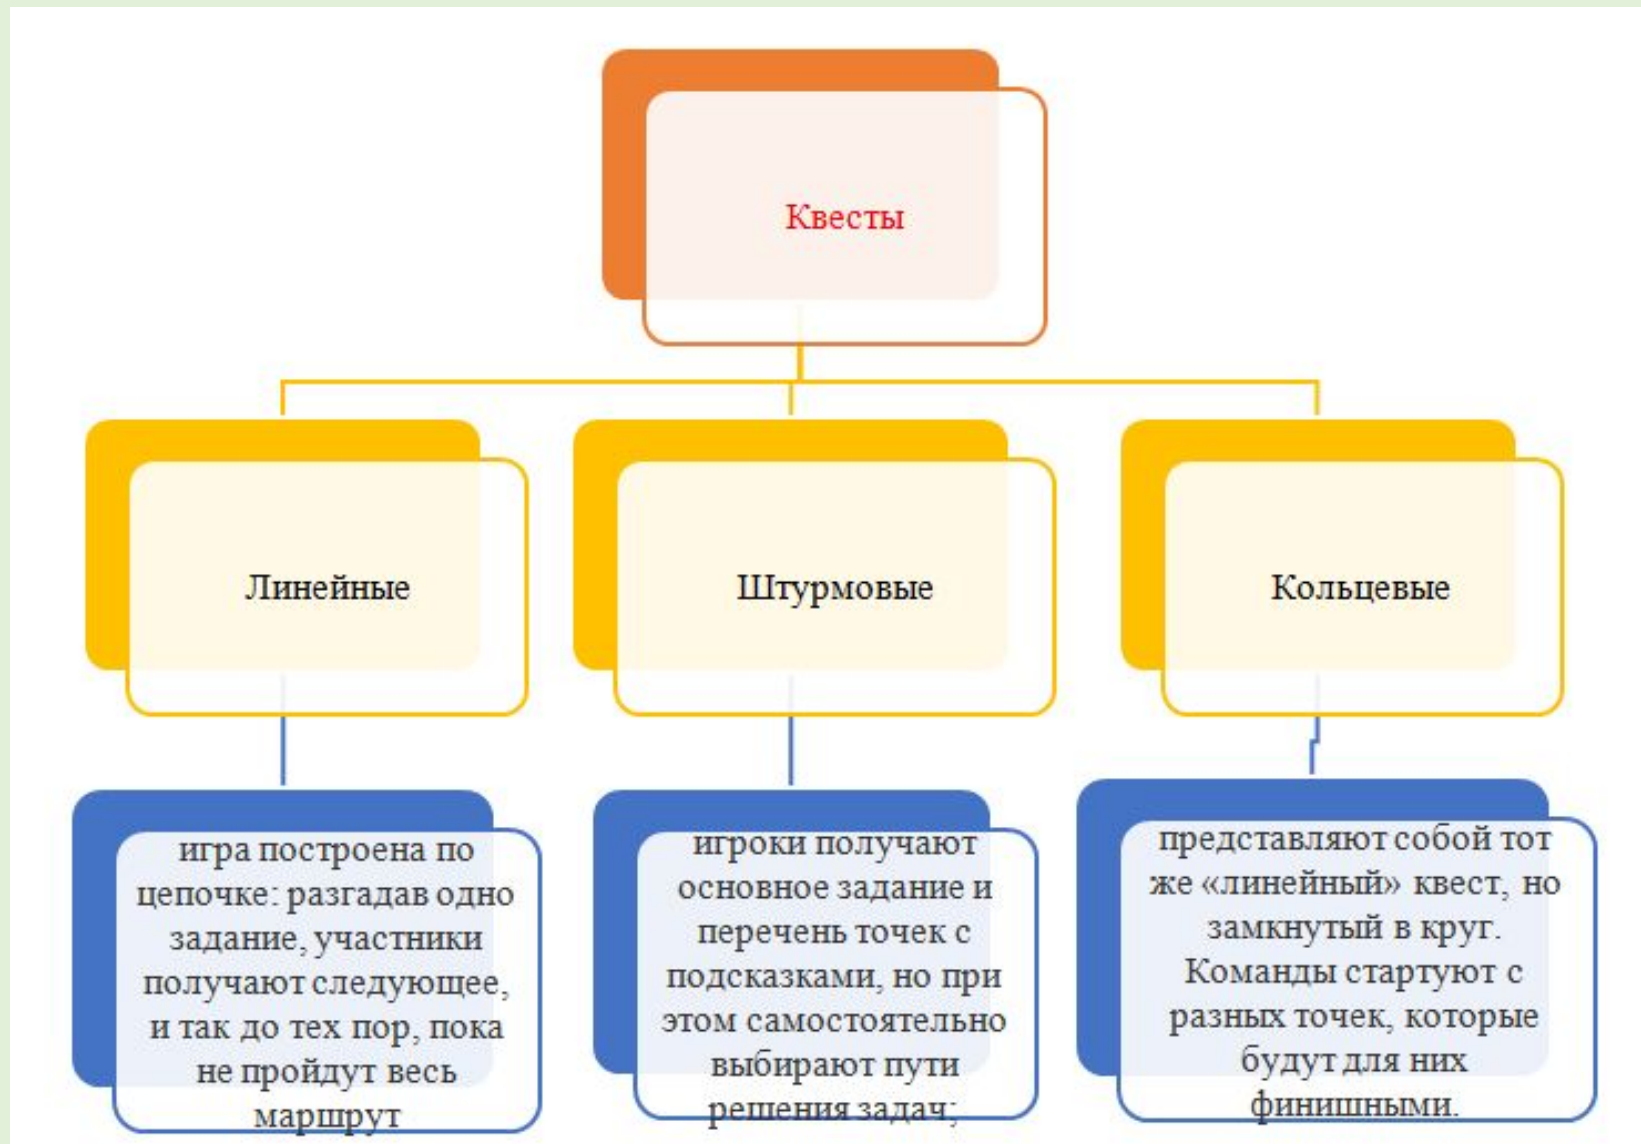 Квесты
Линейные
Штурмовые
Кольцевые
игра построена по
цепочке: разгадав одно
задание, участники
получают следующее,
и так до тех пор, пока
не пройдут весь
маршрут
игроки получают
основное задание и
перечень точек с
подсказками, но при
этом самостоятельно
выбирают пути
решения задач;
представляют собой тот
же «линейный» квест, но
замкнутый в круг.
Команды стартуют с
разных точек, которые
будут для них
финишными.